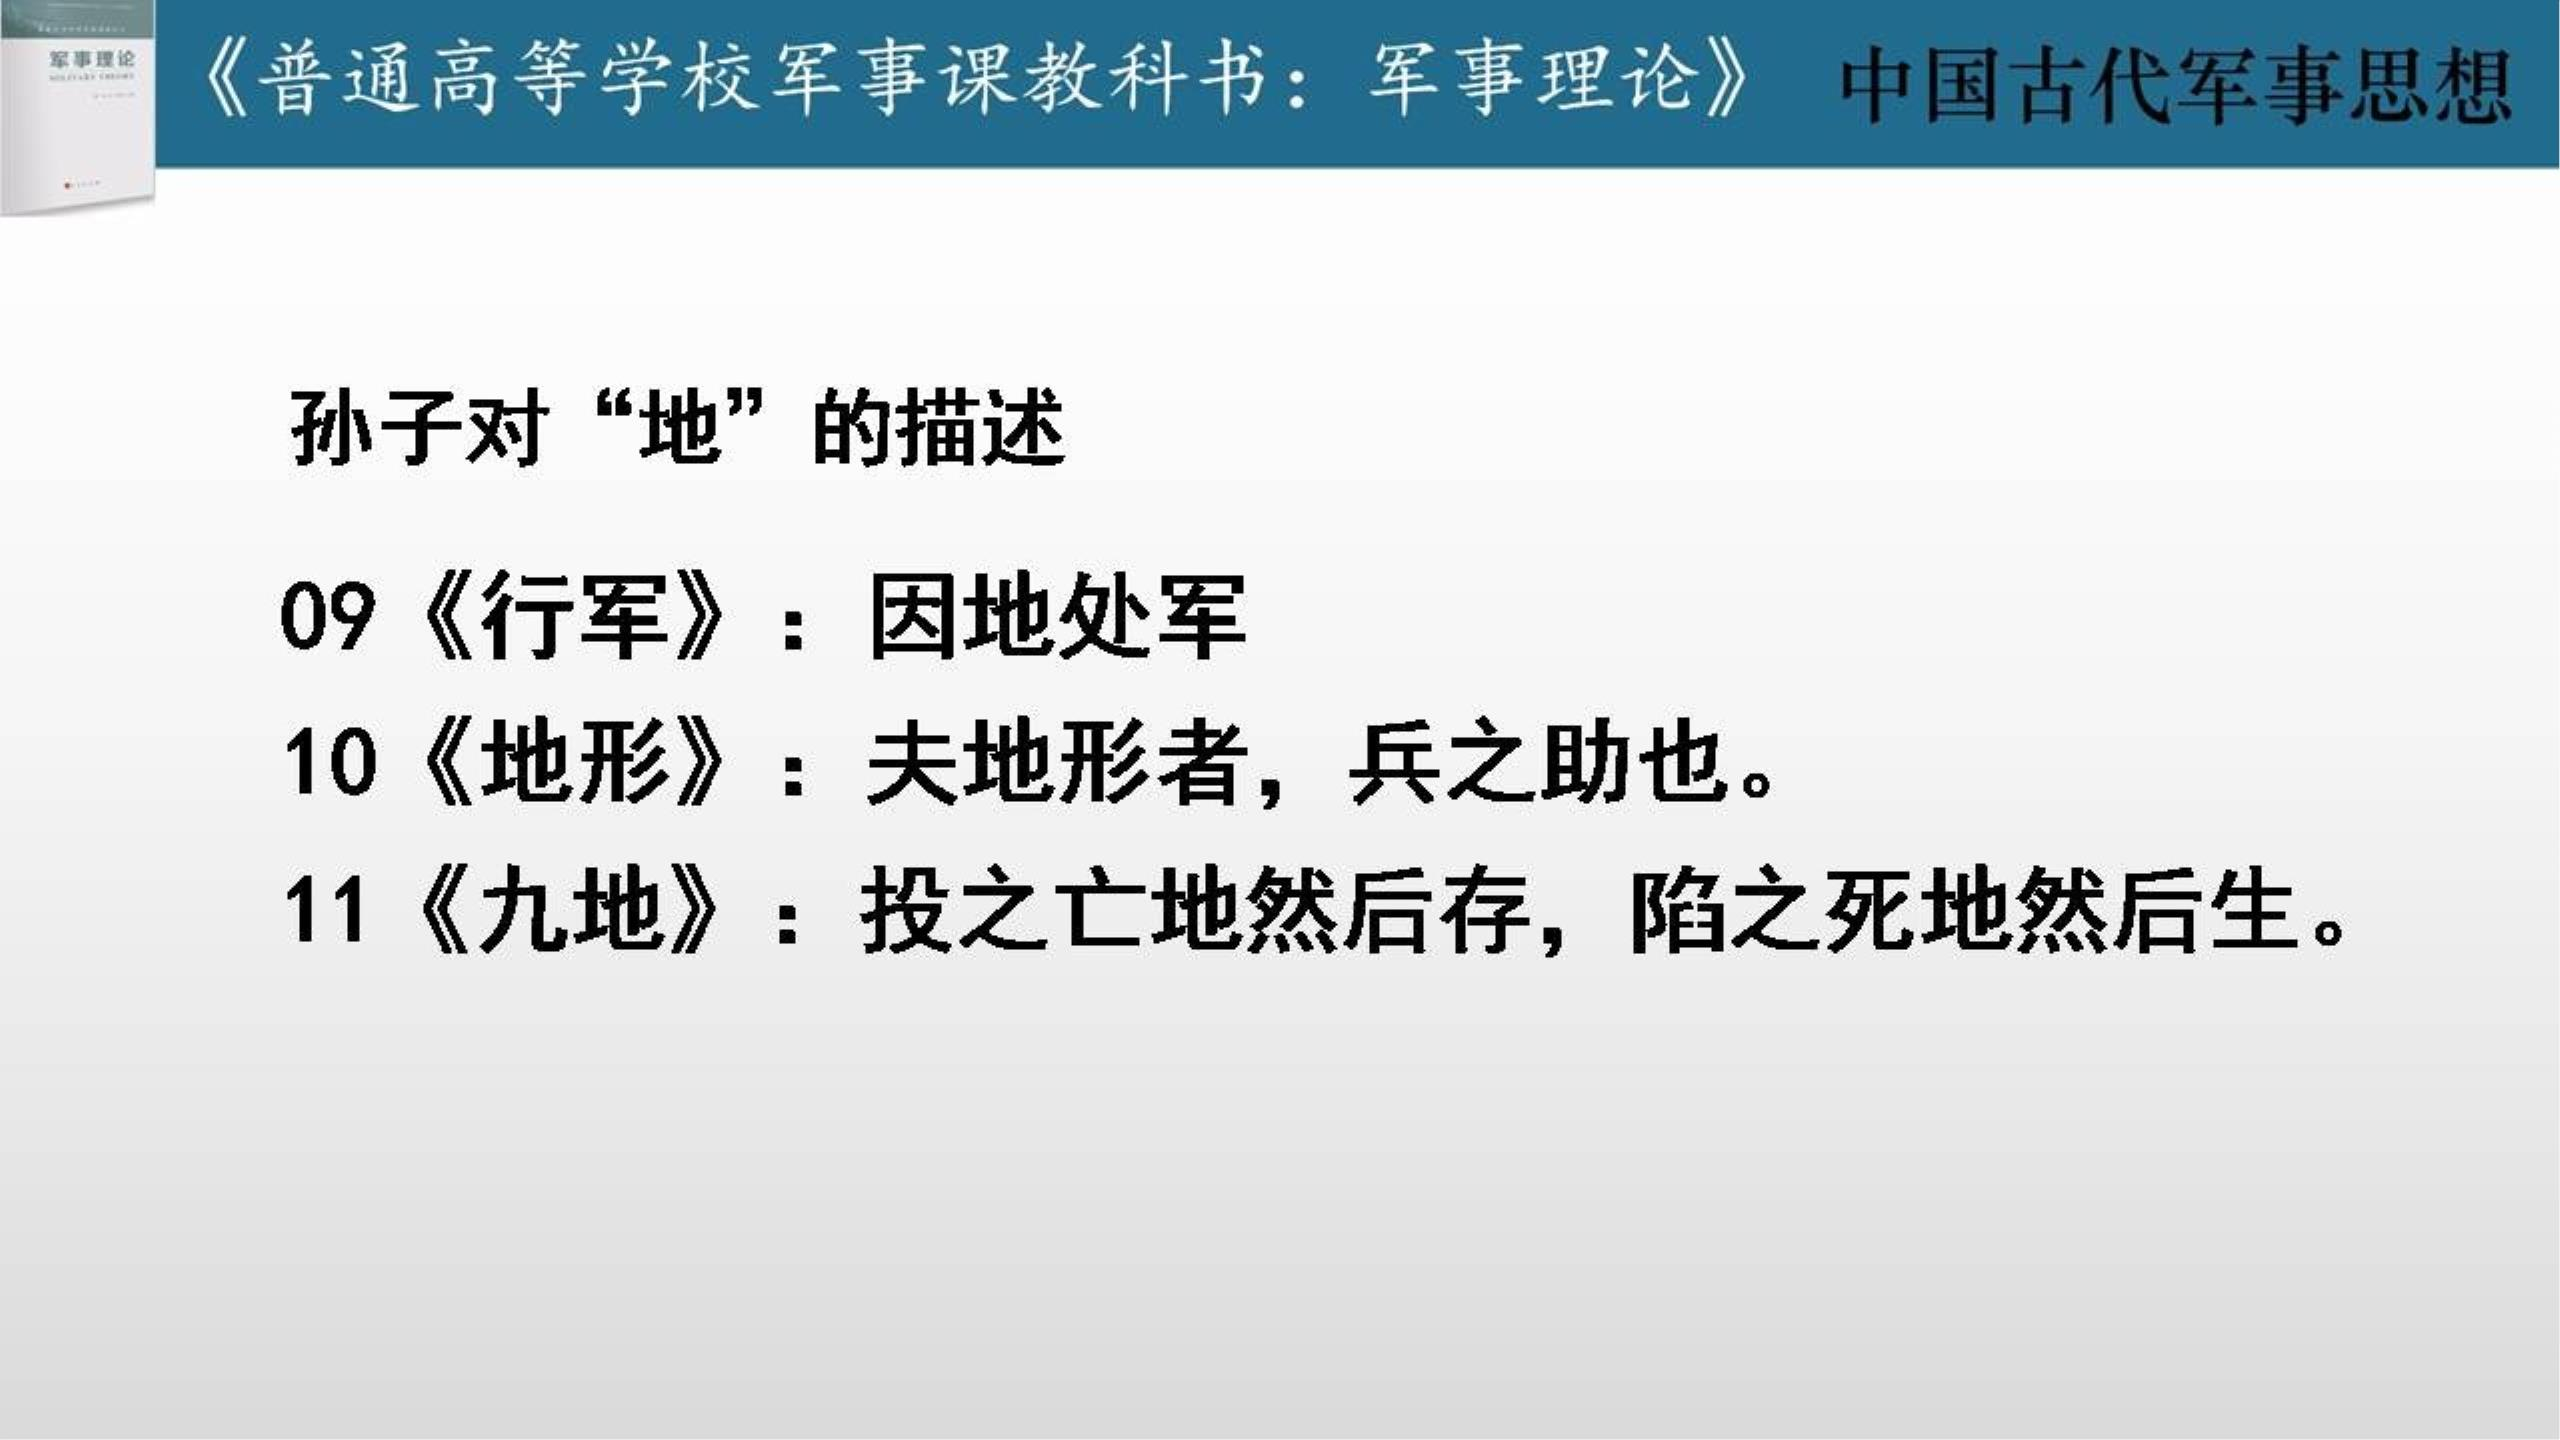 军事理论
MILITARY THEORY
《普通高等学校军事课教科书：军事理论》 中国古代军事思想
孙子对“地”的描述
09《行军》：因地处军
10《地形》：夫地形者，兵之助也。
11《九地》：投之亡地然后存，陷之死地然后生。